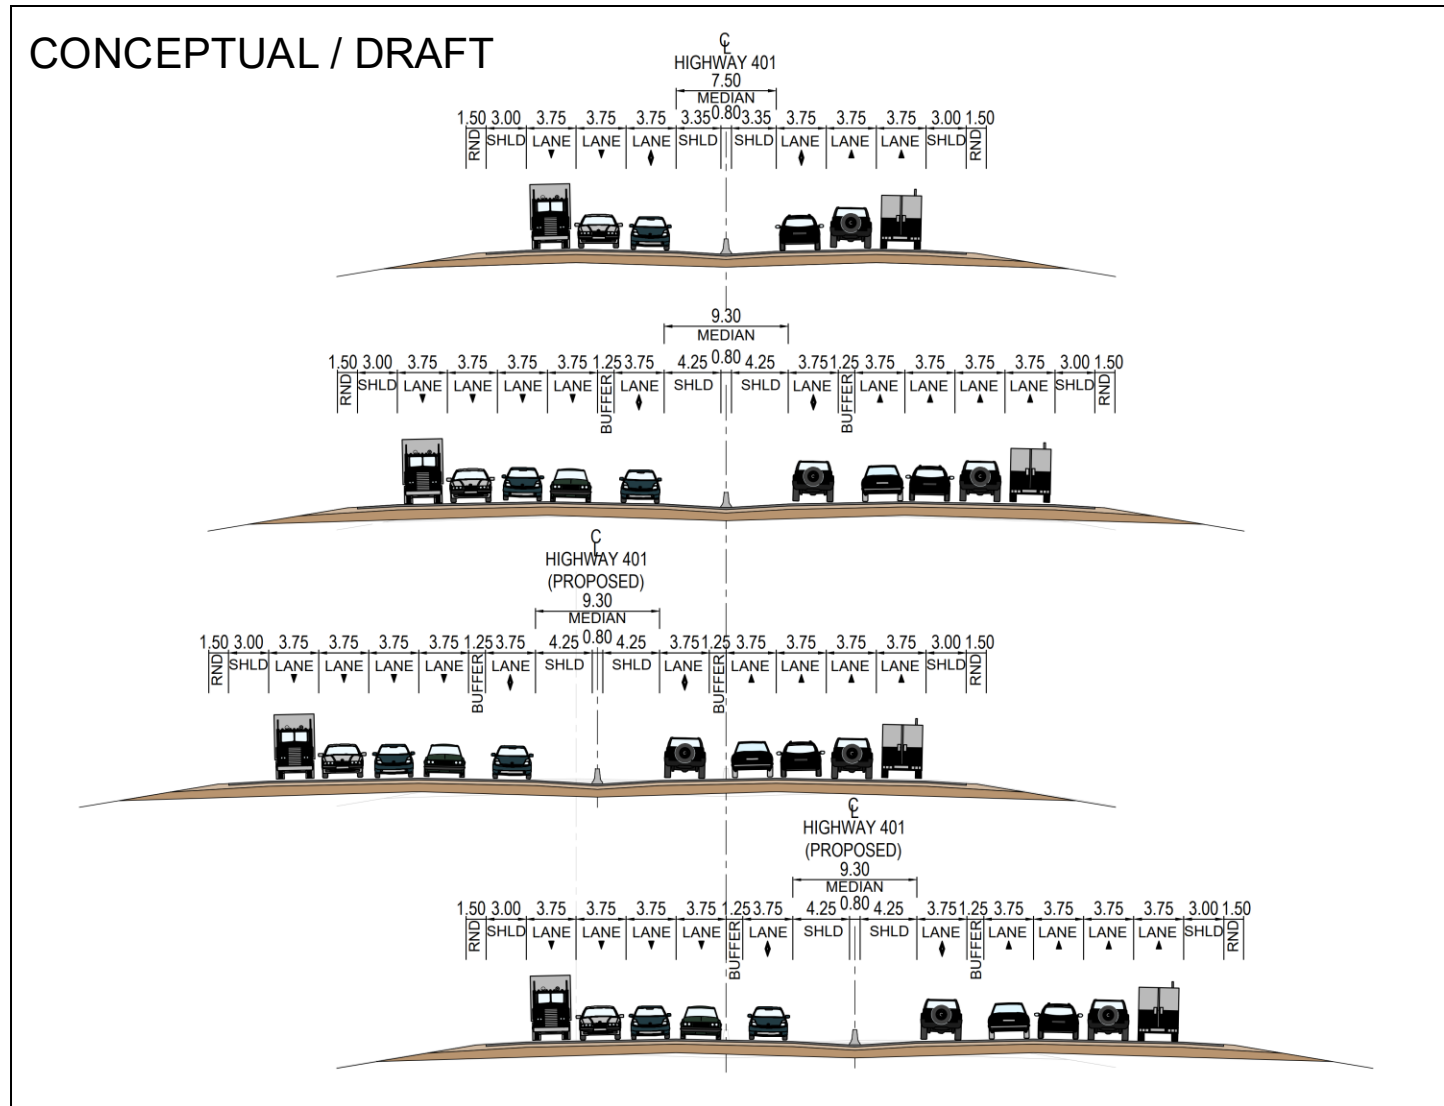 CONCEPTUAL / DRAFT
CL
HIGHWAY 401
7.50
MEDIAN
1.50 3.00 3.75 3.75 3.75 3.35 0.80 3.35 3.75 3.75 3.75 3.00 1.50
RND SHLD LANE LANE LANE SHLD SHLD LANE LANE LANE SHLD RND
9.30
MEDIAN
1.50 3.00 3.75 3.75 3.75 3.75 1.25 3.75 4.25 0.80 4.25 3.75 1.25 3.75 3.75 3.75 3.75 3.00 1.50
RND SHLD LANE LANE LANE LANE BUFFER LANE SHLD SHLD LANE BUFFER LANE LANE LANE LANE SHLD RND
CL
HIGHWAY 401
(PROPOSED)
9.30
MEDIAN
1.50 3.00 3.75 3.75 3.75 3.75 1.25 3.75 4.25 0.80 4.25 3.75 1.25 3.75 3.75 3.75 3.75 3.00 1.50
RND SHLD LANE LANE LANE LANE BUFFER LANE SHLD SHLD LANE BUFFER LANE LANE LANE LANE SHLD RND
CL
HIGHWAY 401
(PROPOSED)
9.30
MEDIAN
1.50 3.00 3.75 3.75 3.75 3.75 1.25 3.75 4.25 0.80 4.25 3.75 1.25 3.75 3.75 3.75 3.75 3.00 1.50
RND SHLD LANE LANE LANE LANE BUFFER LANE SHLD SHLD LANE BUFFER LANE LANE LANE LANE SHLD RND